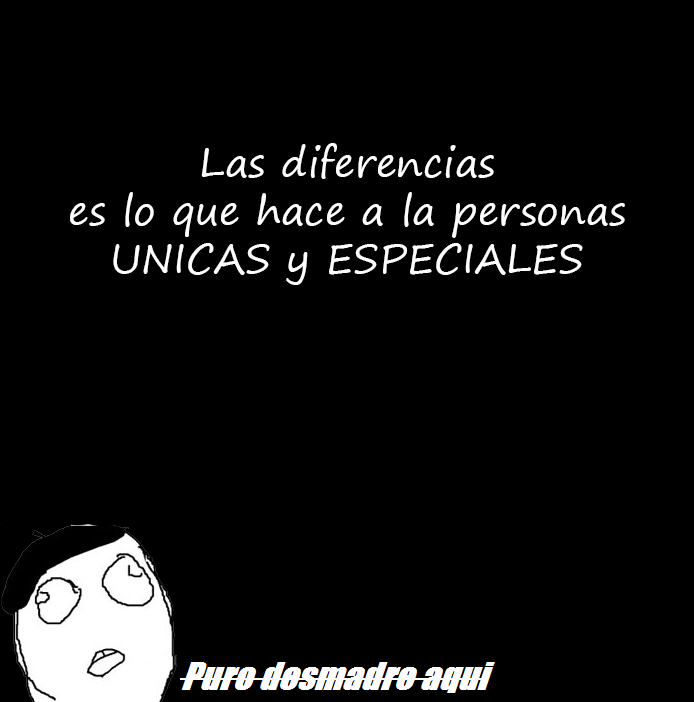 Las diferencias
es lo que hace a la personas
UNICAS y ESPECIALES
Puro desmadre aqui